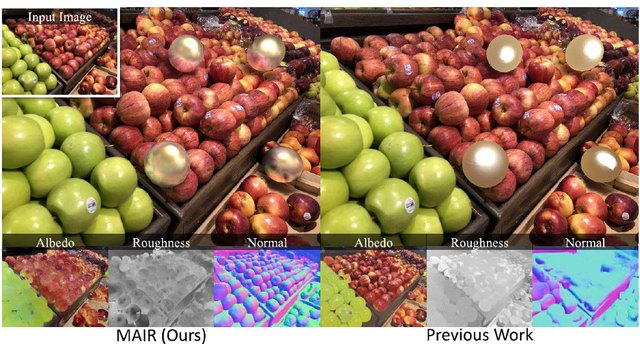 Input Image
Albedo Roughness Normal Albedo Roughness Normal
MAIR (Ours) Previous Work